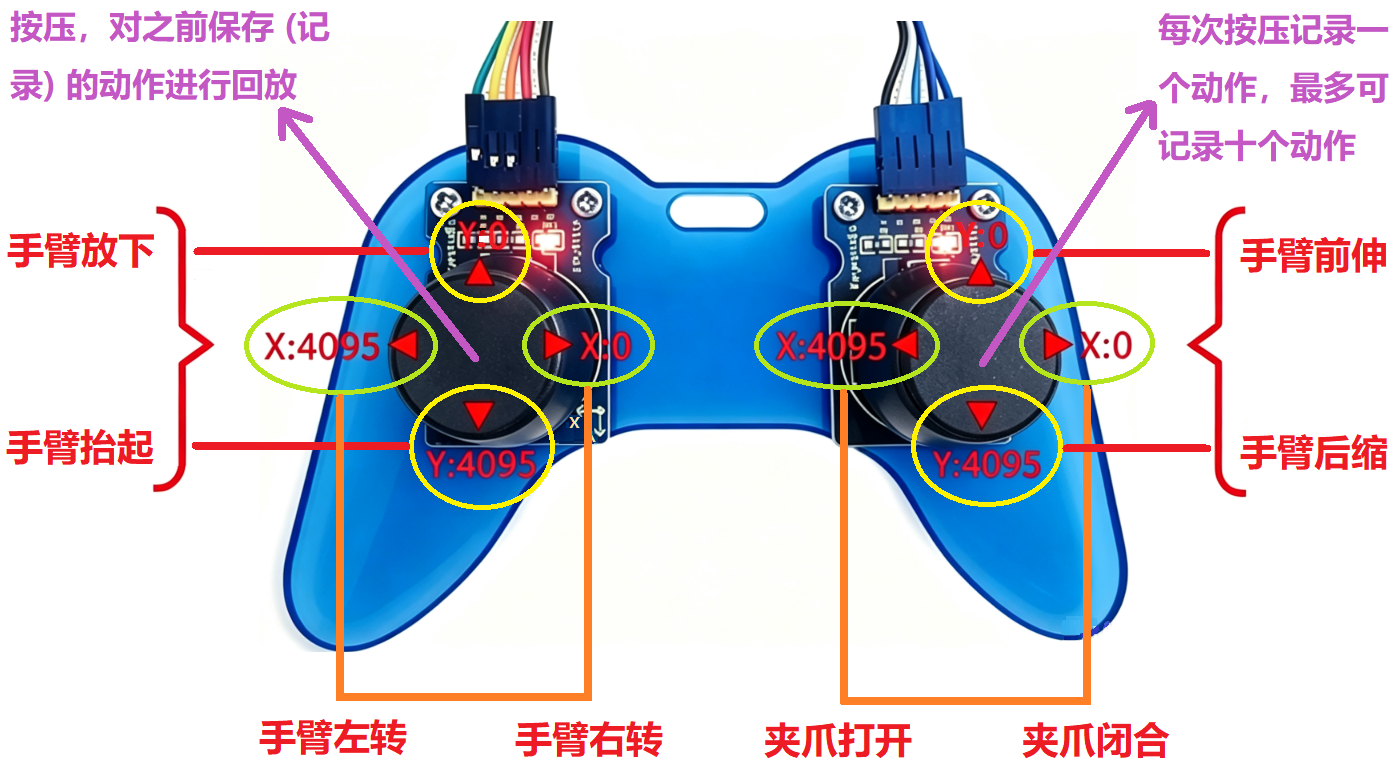 按压，对之前保存 (记
录) 的动作进行回放
每次按压记录一
个动作，最多可
记录十个动作
手臂放下
Y:0
Y:0
手臂前伸
X:4095
X:0
X:4095
X:0
手臂抬起
X
手臂后缩
Y:4095
Y:4095
手臂左转
手臂右转
夹爪打开
夹爪闭合